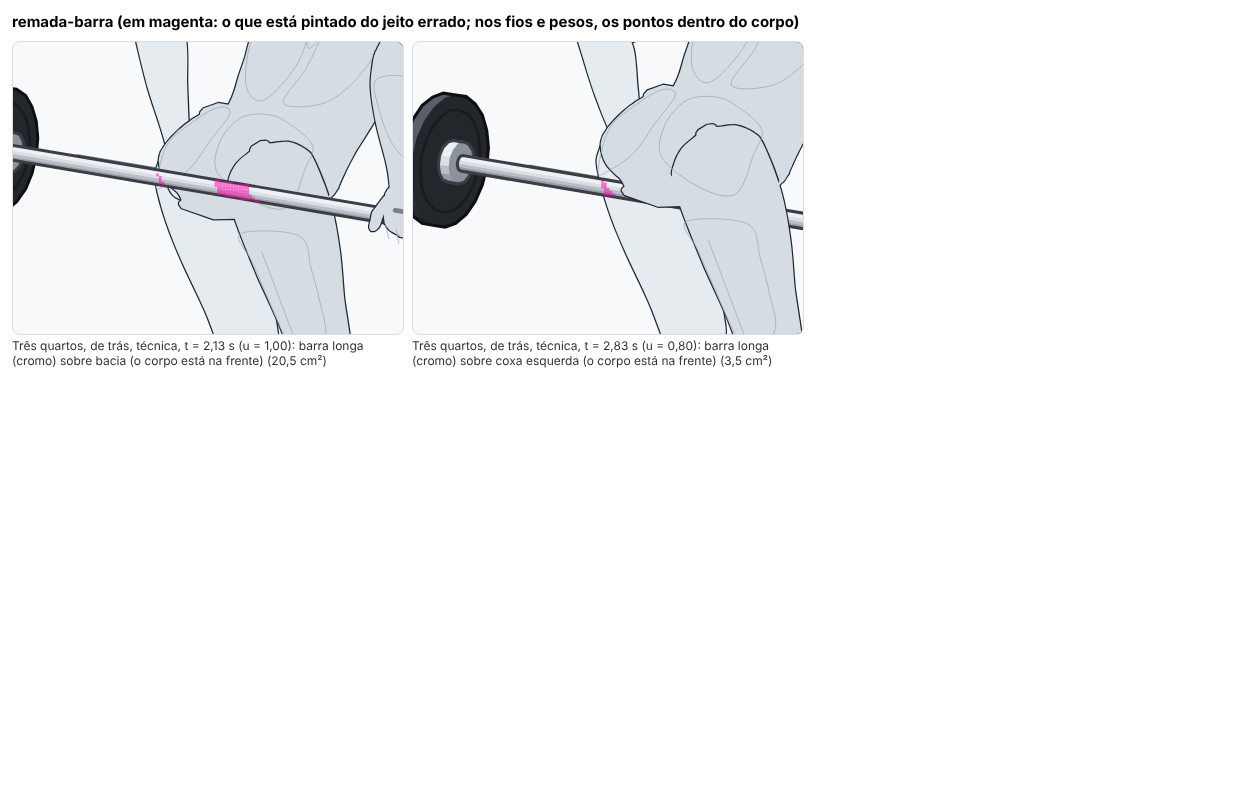 remada-barra (em magenta: o que está pintado do jeito errado; nos fios e pesos, os pontos dentro do corpo)
Três quartos, de trás, técnica, t = 2,13 s (u = 1,00): barra longa
(cromo) sobre bacia (o corpo está na frente) (20,5 cm²)
Três quartos, de trás, técnica, t = 2,83 s (u = 0,80): barra longa
(cromo) sobre coxa esquerda (o corpo está na frente) (3,5 cm²)